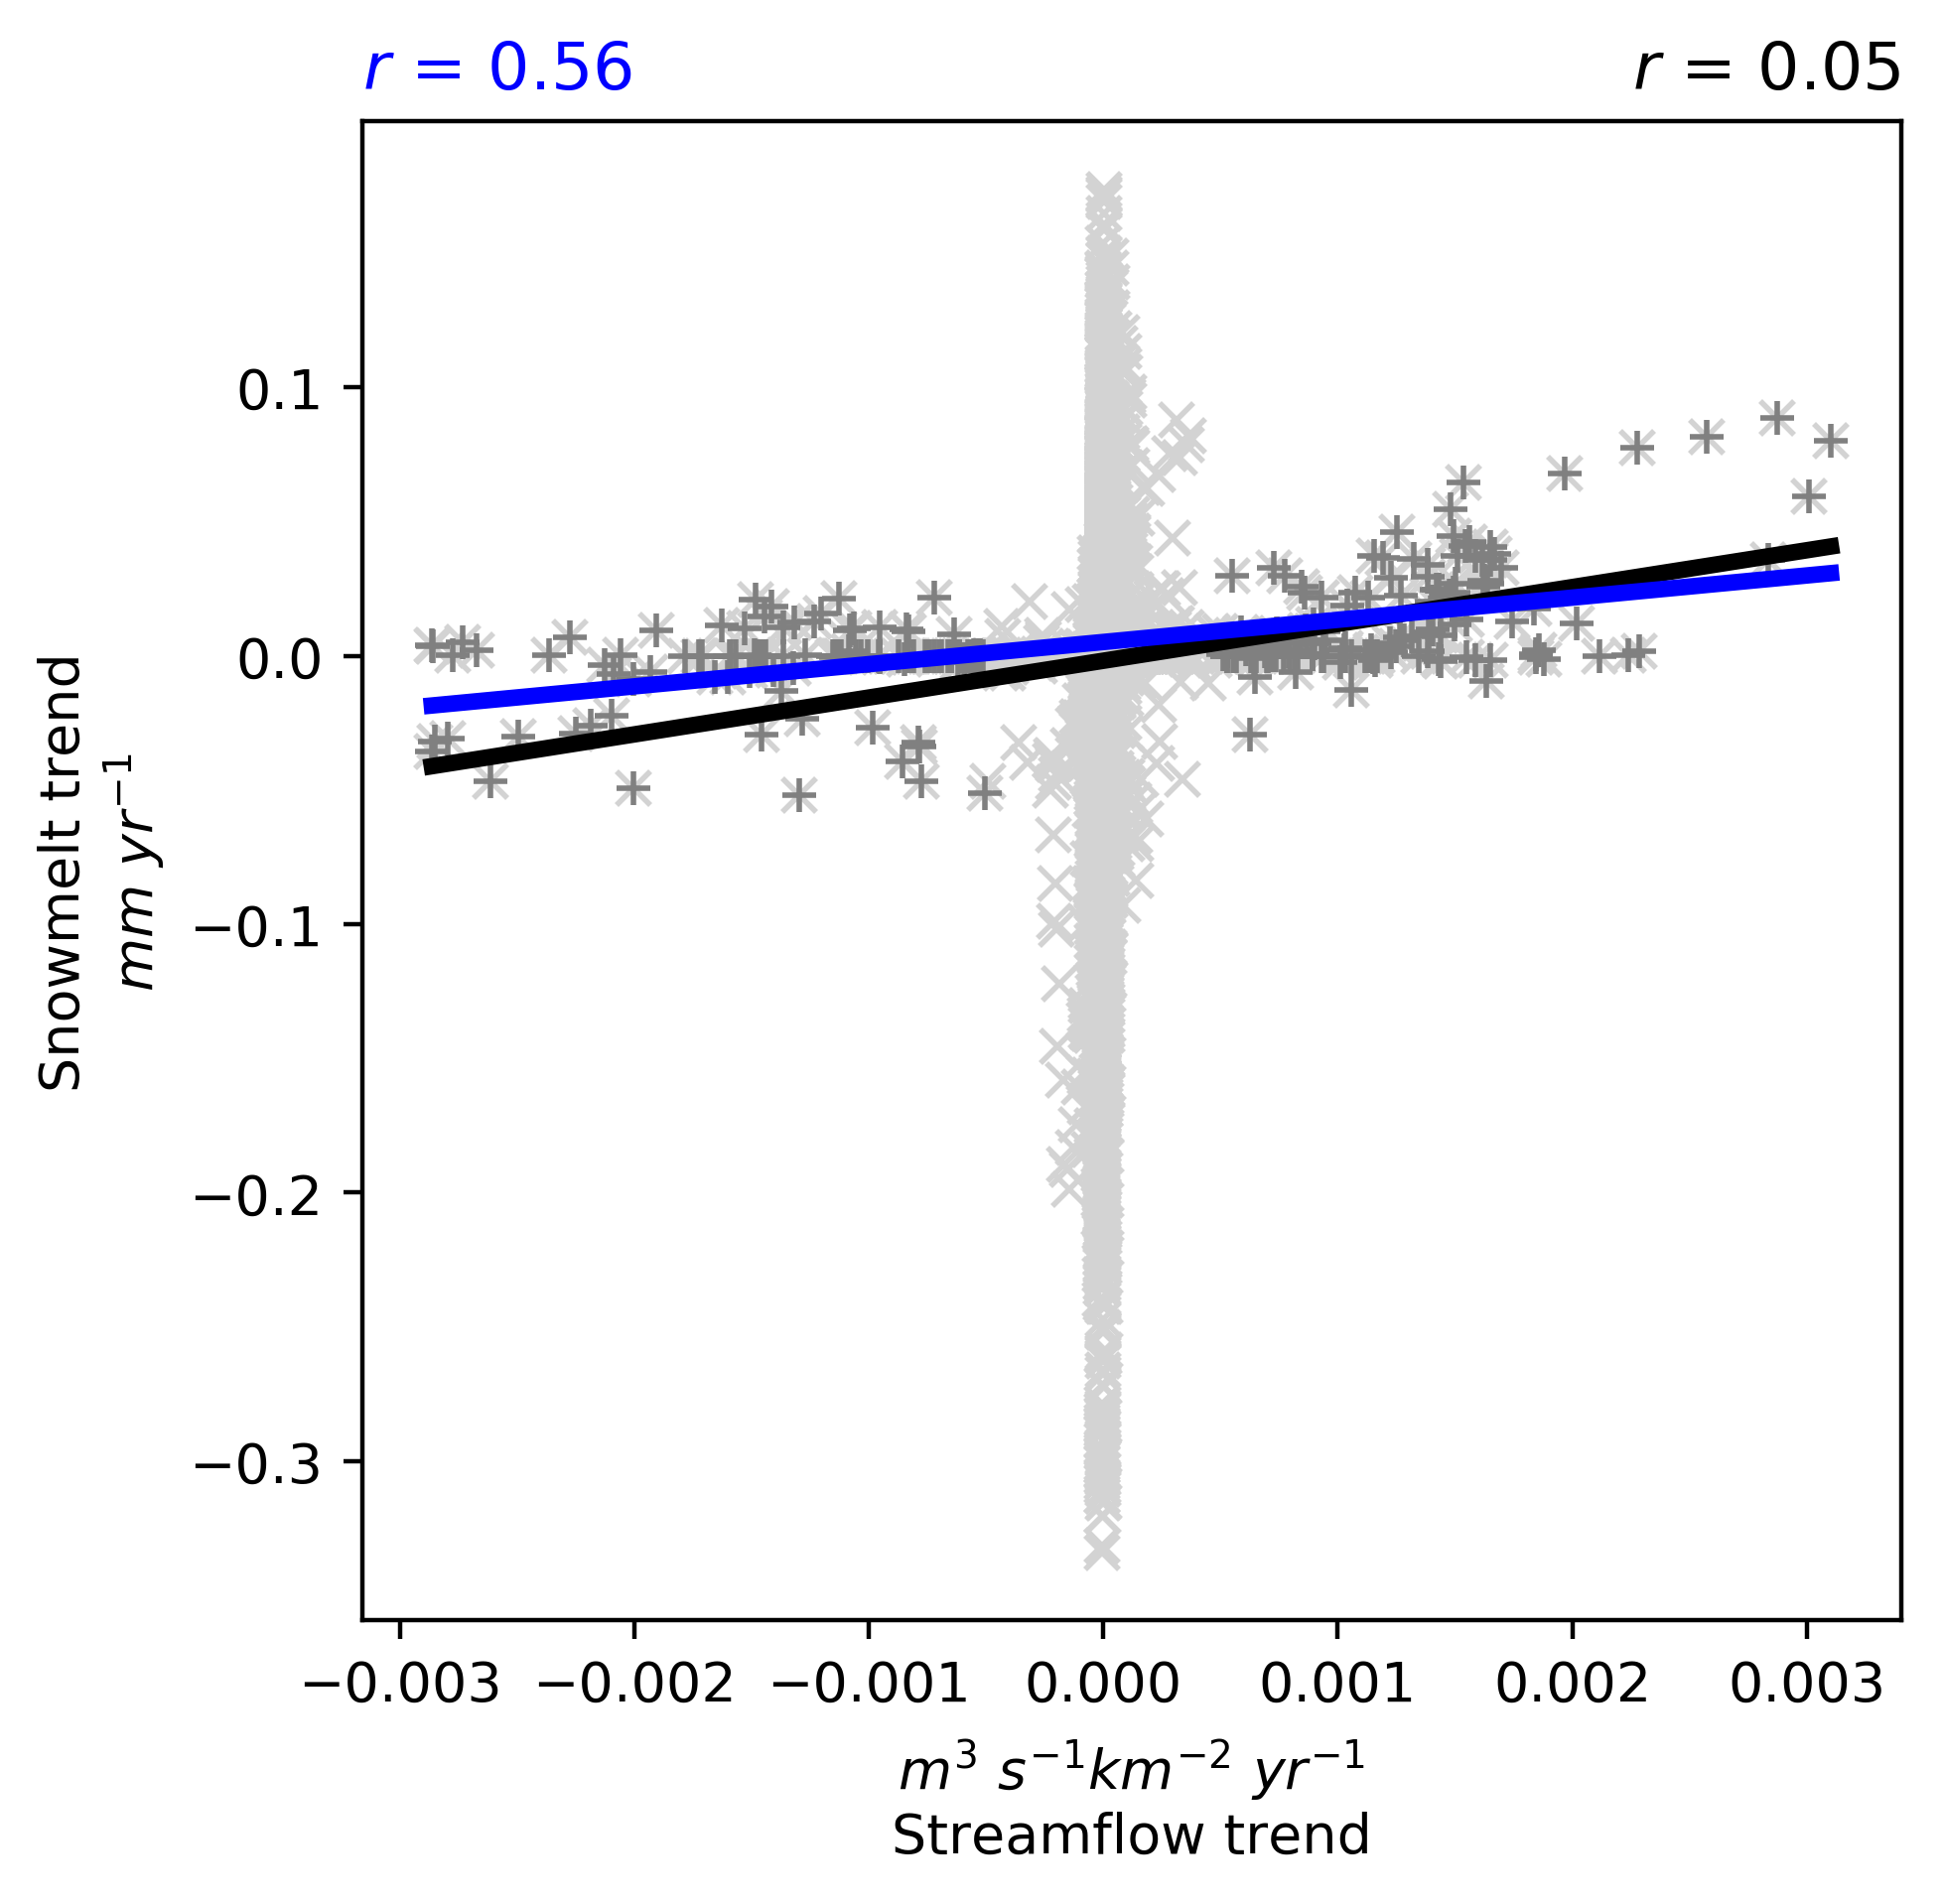 r = 0.56
r = 0.05
Snowmelt trend
mm yr⁻¹
0.1
0.0
−0.1
−0.2
−0.3
−0.003
−0.002
−0.001
0.000
0.001
0.002
0.003
m³ s⁻¹km⁻² yr⁻¹
Streamflow trend